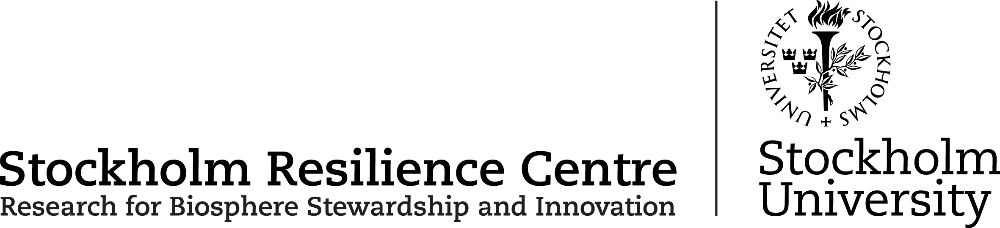 Stockholm Resilience Centre
Research for Biosphere Stewardship and Innovation
STOCKHOLMS UNIVERSITET
Stockholm
University